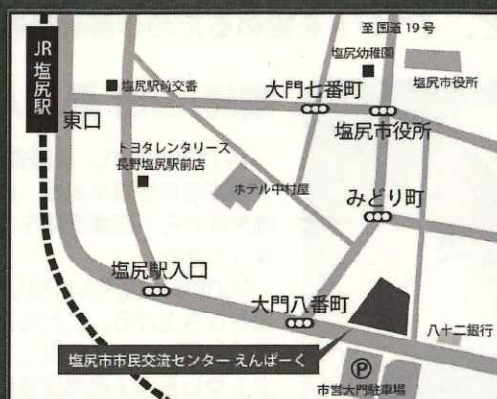 至 国道 19号
JR 塩尻駅
塩尻幼稚園
塩尻駅前交番
大門七番町
塩尻市役所
東口
塩尻市役所
トヨタレンタリース
長野塩尻駅前店
ホテル中村屋
みどり町
塩尻駅入口
大門八番町
八十二銀行
塩尻市市民交流センター えんぱーく
P
市営大門駐車場